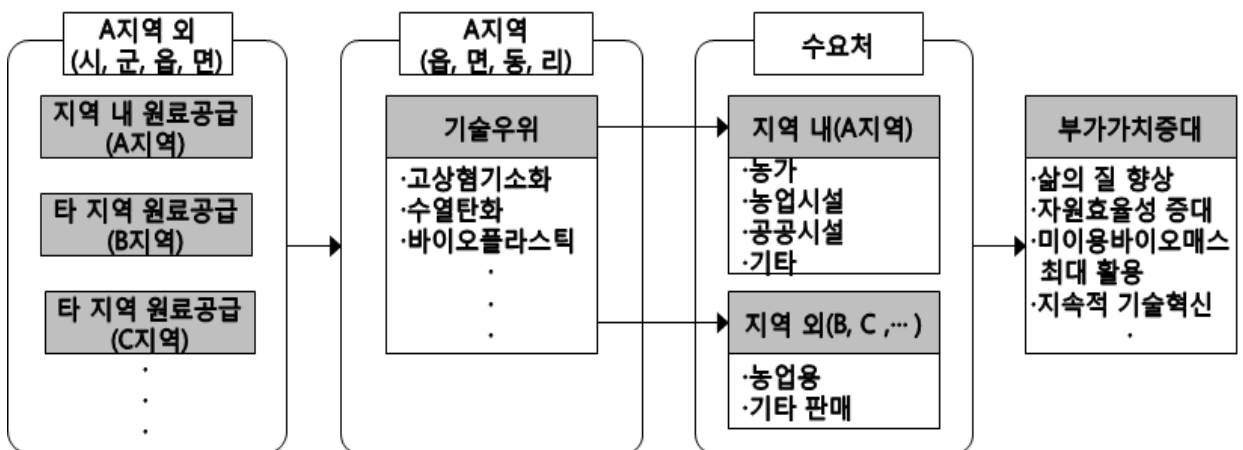 A지역 외
(시, 군, 읍, 면)
지역 내 원료공급
(A지역)
타 지역 원료공급
(B지역)
타 지역 원료공급
(C지역)
·
·
·
A지역
(읍, 면, 동, 리)
기술우위
·고상혐기소화
·수열탄화
·바이오플라스틱
·
·
·
수요처
지역 내(A지역)
·농가
·농업시설
·공공시설
·기타
지역 외(B, C ,… )
·농업용
·기타 판매
부가가치증대
·삶의 질 향상
·자원효율성 증대
·미이용바이오매스
최대 활용
·지속적 기술혁신
·